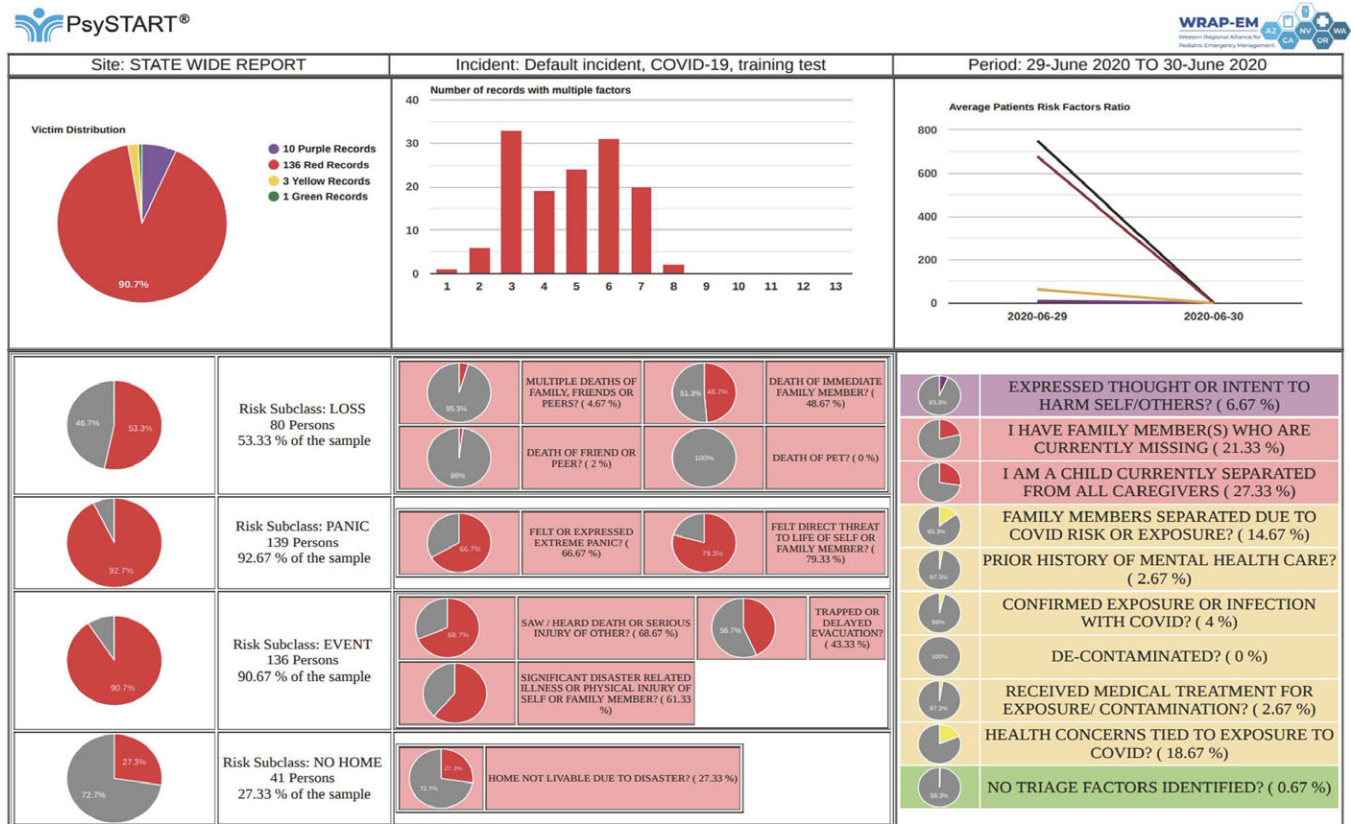 PsySTART®
WRAP-EM
Western Regional Alliance for
Pediatric Emergency Management
AZ
CA
NV
OR
WA
Site: STATE WIDE REPORT
Incident: Default incident, COVID-19, training test
Period: 29-June 2020 TO 30-June 2020
Victim Distribution
90.7%
10 Purple Records
136 Red Records
3 Yellow Records
1 Green Records
Number of records with multiple factors
40
30
20
10
0
1 2 3 4 5 6 7 8 9 10 11 12 13
Average Patients Risk Factors Ratio
800
600
400
200
0
2020-06-29 2020-06-30
46.7%
53.3%
Risk Subclass: LOSS
80 Persons
53.33 % of the sample
95.3%
MULTIPLE DEATHS OF
FAMILY, FRIENDS OR
PEERS? ( 4.67 %)
51.3%
48.7%
DEATH OF IMMEDIATE
FAMILY MEMBER? (
48.67 %)
98%
DEATH OF FRIEND OR
PEER? ( 2 %)
100%
DEATH OF PET? ( 0 %)
92.7%
Risk Subclass: PANIC
139 Persons
92.67 % of the sample
66.7%
FELT OR EXPRESSED
EXTREME PANIC? (
66.67 %)
79.3%
FELT DIRECT THREAT
TO LIFE OF SELF OR
FAMILY MEMBER? (
79.33 %)
90.7%
Risk Subclass: EVENT
136 Persons
90.67 % of the sample
68.7%
SAW / HEARD DEATH OR SERIOUS
INJURY OF OTHER? ( 68.67 %)
56.7%
TRAPPED OR
DELAYED
EVACUATION?
( 43.33 %)
SIGNIFICANT DISASTER RELATED
ILLNESS OR PHYSICAL INJURY OF
SELF OR FAMILY MEMBER? ( 61.33
%)
27.3%
72.7%
Risk Subclass: NO HOME
41 Persons
27.33 % of the sample
27.3%
72.7%
HOME NOT LIVABLE DUE TO DISASTER? ( 27.33 %)
93.3%
EXPRESSED THOUGHT OR INTENT TO
HARM SELF/OTHERS? ( 6.67 %)
I HAVE FAMILY MEMBER(S) WHO ARE
CURRENTLY MISSING ( 21.33 %)
I AM A CHILD CURRENTLY SEPARATED
FROM ALL CAREGIVERS ( 27.33 %)
85.3%
FAMILY MEMBERS SEPARATED DUE TO
COVID RISK OR EXPOSURE? ( 14.67 %)
97.3%
PRIOR HISTORY OF MENTAL HEALTH CARE?
( 2.67 %)
96%
CONFIRMED EXPOSURE OR INFECTION
WITH COVID? ( 4 %)
100%
DE-CONTAMINATED? ( 0 %)
97.3%
RECEIVED MEDICAL TREATMENT FOR
EXPOSURE/ CONTAMINATION? ( 2.67 %)
HEALTH CONCERNS TIED TO EXPOSURE TO
COVID? ( 18.67 %)
99.3%
NO TRIAGE FACTORS IDENTIFIED? ( 0.67 %)